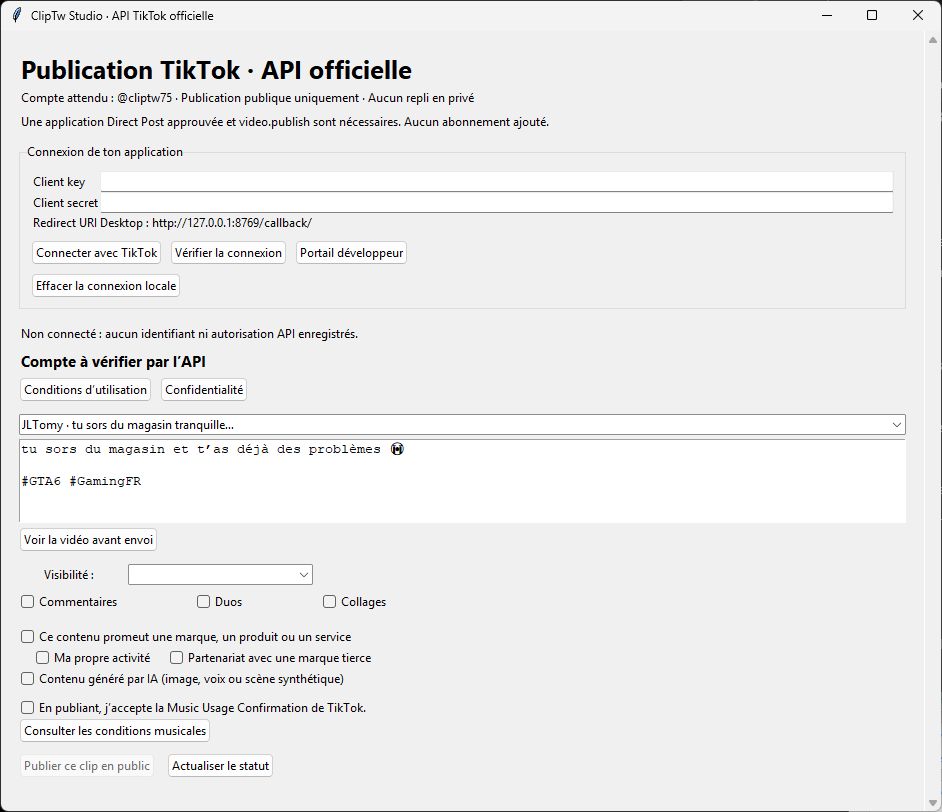 ClipTw Studio · API TikTok officielle
Publication TikTok · API officielle
Compte attendu : @cliptw75 · Publication publique uniquement · Aucun repli en privé
Une application Direct Post approuvée et video.publish sont nécessaires. Aucun abonnement ajouté.
Connexion de ton application
Client key
Client secret
Redirect URI Desktop : http://127.0.0.1:8769/callback/
Connecter avec TikTok Vérifier la connexion Portail développeur
Effacer la connexion locale
Non connecté : aucun identifiant ni autorisation API enregistrés.
Compte à vérifier par l’API
Conditions d’utilisation Confidentialité
JLTomy · tu sors du magasin tranquille...
tu sors du magasin et t’as déjà des problèmes
#GTA6 #GamingFR
Voir la vidéo avant envoi
Visibilité :
Commentaires Duos Collages
Ce contenu promeut une marque, un produit ou un service
Ma propre activité Partenariat avec une marque tierce
Contenu généré par IA (image, voix ou scène synthétique)
En publiant, j’accepte la Music Usage Confirmation de TikTok.
Consulter les conditions musicales
Publier ce clip en public Actualiser le statut